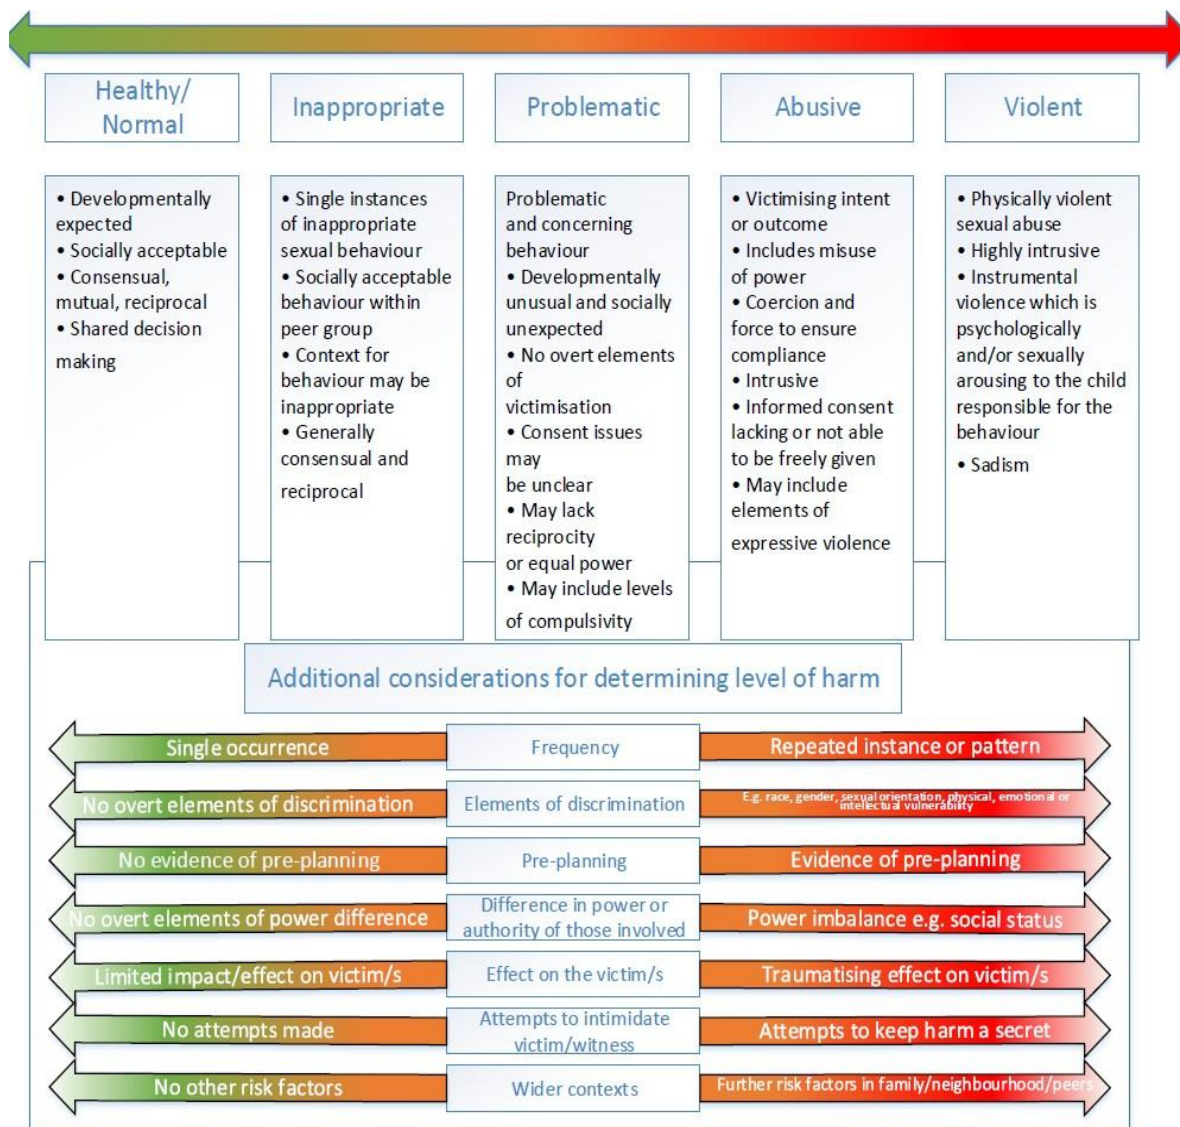 Healthy/
Normal
Inappropriate
Problematic
Abusive
Violent
• Developmentally
expected
• Socially acceptable
• Consensual,
mutual, reciprocal
• Shared decision
making
• Single instances
of inappropriate
sexual behaviour
• Socially acceptable
behaviour within
peer group
• Context for
behaviour may be
inappropriate
• Generally
consensual and
reciprocal
Problematic
and concerning
behaviour
• Developmentally
unusual and socially
unexpected
• No overt elements
of
victimisation
• Consent issues
may
be unclear
• May lack
reciprocity
or equal power
• May include levels
of compulsivity
• Victimising intent
or outcome
• Includes misuse
of power
• Coercion and
force to ensure
compliance
• Intrusive
• Informed consent
lacking or not able
to be freely given
• May include
elements of
expressive violence
• Physically violent
sexual abuse
• Highly intrusive
• Instrumental
violence which is
psychologically
and/or sexually
arousing to the child
responsible for the
behaviour
• Sadism
Additional considerations for determining level of harm
Single occurrence
Frequency
Repeated instance or pattern
No overt elements of discrimination
Elements of discrimination
E.g. race, gender, sexual orientation, physical, emotional or
intellectual vulnerability
No evidence of pre-planning
Pre-planning
Evidence of pre-planning
No overt elements of power difference
Difference in power or
authority of those involved
Power imbalance e.g. social status
Limited impact/effect on victim/s
Effect on the victim/s
Traumatising effect on victim/s
No attempts made
Attempts to intimidate
victim/witness
Attempts to keep harm a secret
No other risk factors
Wider contexts
Further risk factors in family/neighbourhood/peers